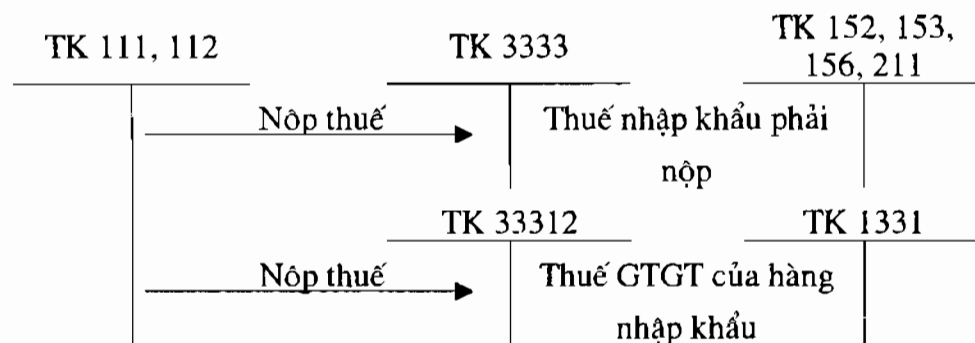 TK 111, 112
TK 3333
TK 152, 153,
156, 211
Nộp thuế
Thuế nhập khẩu phải
nộp
TK 33312
TK 1331
Nộp thuế
Thuế GTGT của hàng
nhập khẩu